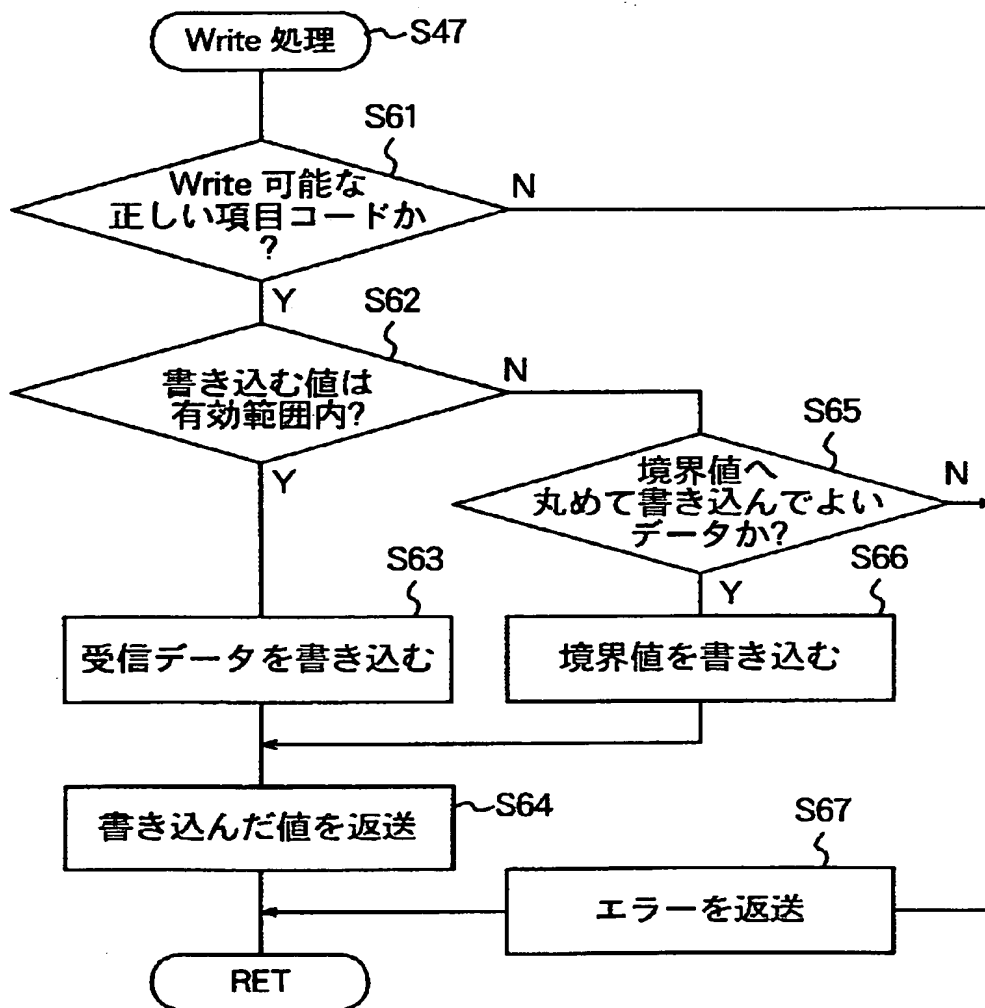 Write 処理
S47
S61
Write 可能な
正しい項目コードか
?
N
Y
S62
書き込む値は
有効範囲内?
N
Y
S65
境界値へ
丸めて書き込んでよい
データか?
N
Y
S63
受信データを書き込む
S66
境界値を書き込む
書き込んだ値を返送
S64
S67
エラーを返送
RET